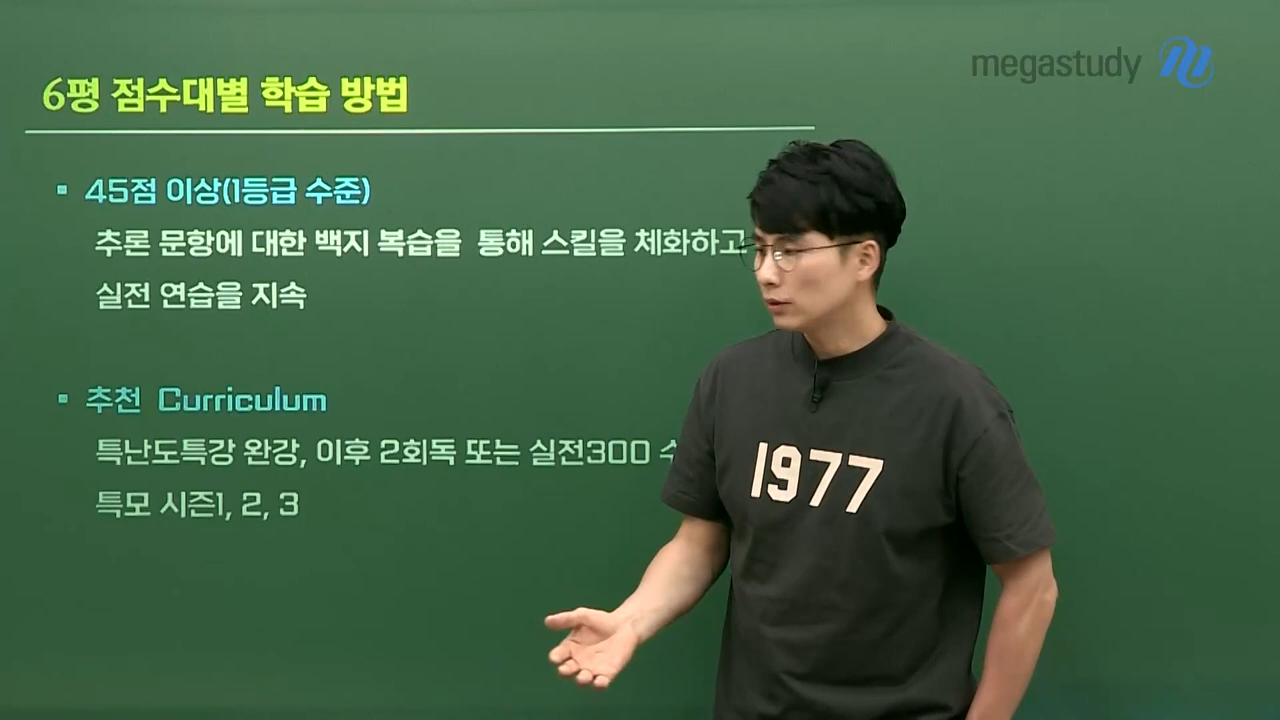 megastudy
6평 점수대별 학습 방법
▪ 45점 이상(1등급 수준)
추론 문항에 대한 백지 복습을 통해 스킬을 체화하고
실전 연습을 지속
▪ 추천 Curriculum
특난도특강 완강, 이후 2회독 또는 실전300
특모 시즌1, 2, 3
1977